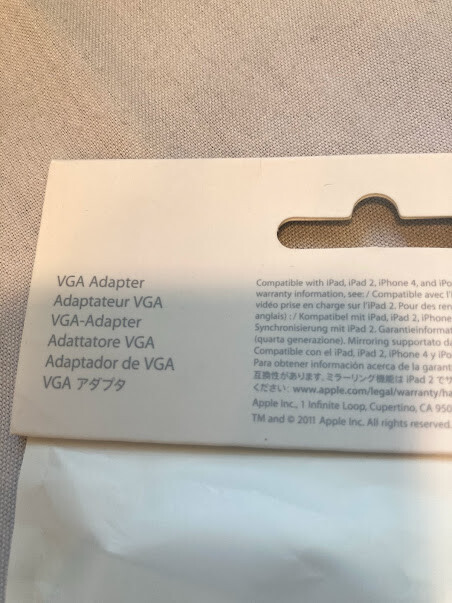 VGA Adapter
Adaptateur VGA
VGA-Adapter
Adattatore VGA
Adaptador de VGA
VGA アダプタ
Compatible with iPad, iPad 2, iPhone 4, and
warranty information, see: / Compatible avec
vidéo prise en charge sur l'iPad 2. Pour des
anglais) : / Kompatibel mit iPad, iPad 2, iPhone
Synchronisierung mit iPad 2.
(quarta generazione). Mirroring supportato
Compatible con el iPad, iPad 2, iPhone 4 y
Para obtener información acerca de la
互換性があります。ミラーリング機能は iPad 2 でサ
ください: www.apple.com/legal/warranty/
Apple Inc., 1 Infinite Loop, Cupertino, CA
TM and © 2011 Apple Inc. All rights reserved.